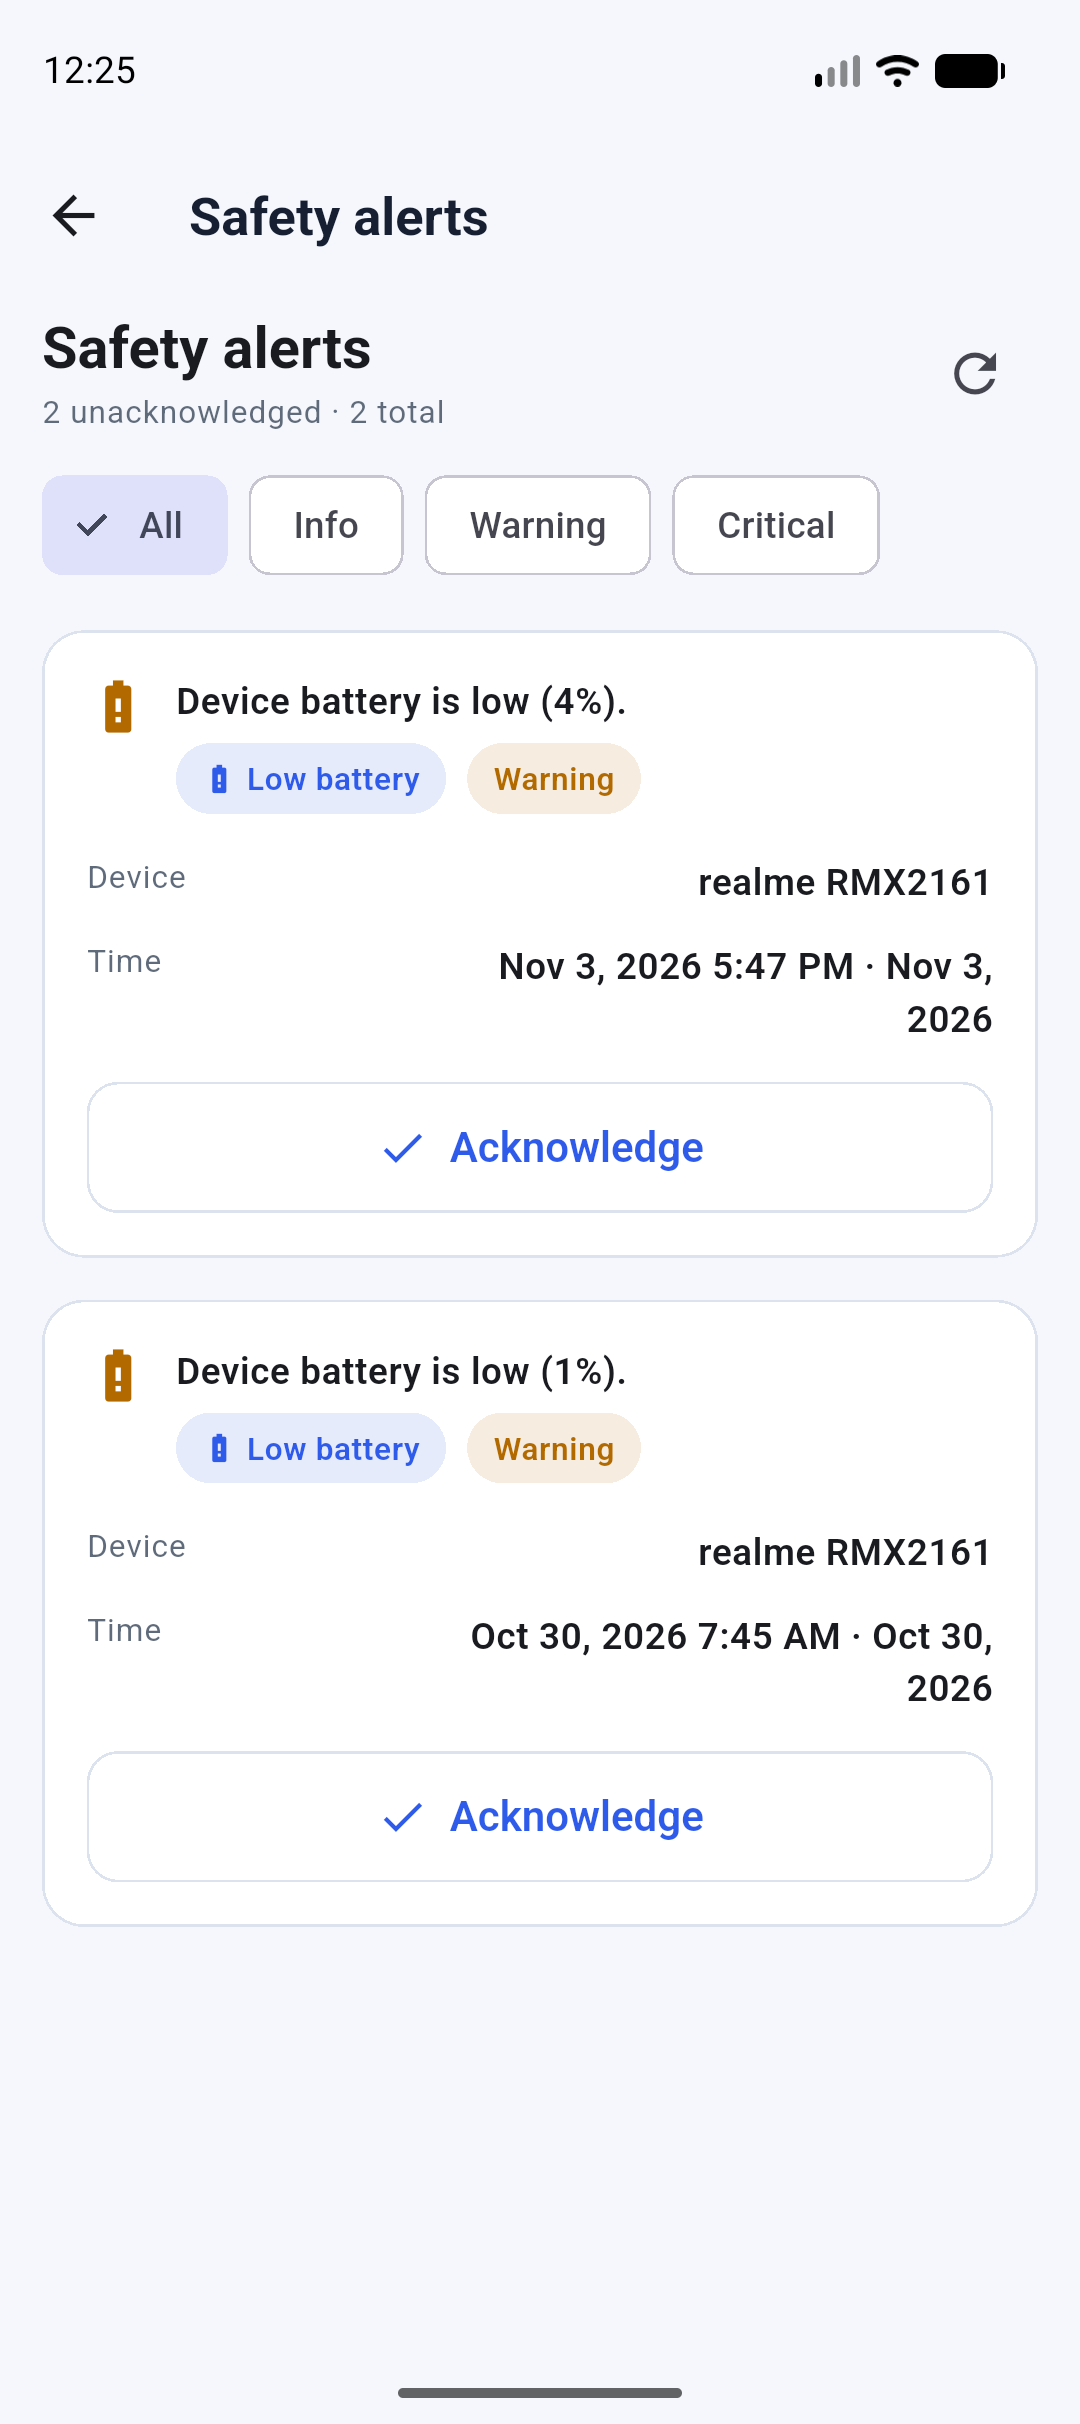 12:25
Safety alerts
Safety alerts
2 unacknowledged · 2 total
All
Info
Warning
Critical
Device battery is low (4%).
Low battery
Warning
Device
realme RMX2161
Time
Nov 3, 2026 5:47 PM · Nov 3,
2026
Acknowledge
Device battery is low (1%).
Low battery
Warning
Device
realme RMX2161
Time
Oct 30, 2026 7:45 AM · Oct 30,
2026
Acknowledge